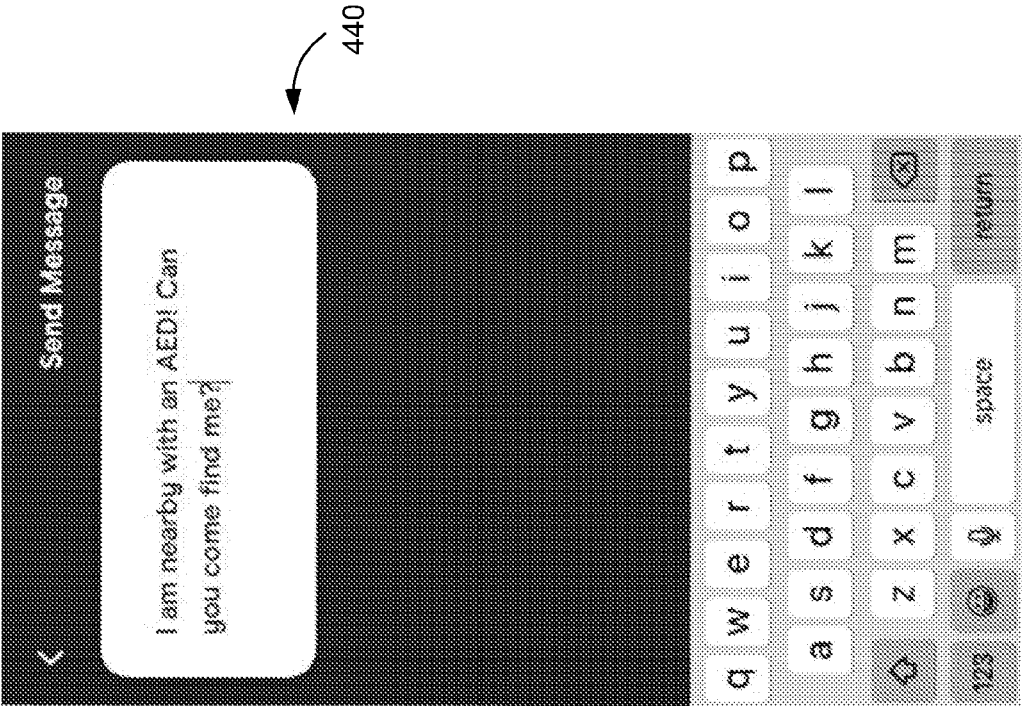 440
Send Message
I am nearby with an AED! Can
you come find me?
q w e r t y u i o p
a s d f g h j k l
z x c v b n m
123 space return